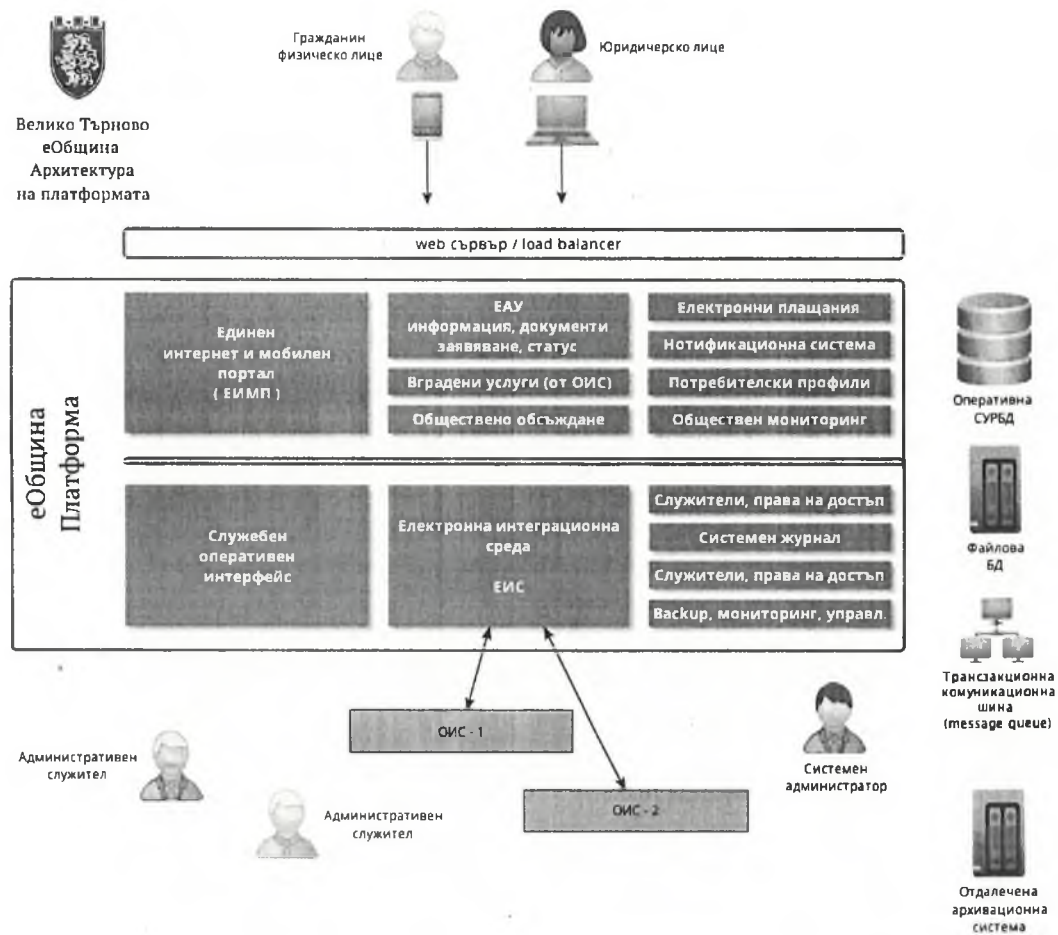 Велико Търново
еОбщина
Архитектура
на платформата
Гражданин
физическо лице
Юридичерско лице
web сървър / load balancer
еОбщина
Платформа
Единен
интернет и мобилен
портал
( ЕИМП )
ЕАУ
информация, документи
заявяване, статус
Вградени услуги (от ОИС)
Обществено обсъждане
Електронни плащания
Нотификационна система
Потребителски профили
Обществен мониторинг
Служебен
оперативен
интерфейс
Електронна интеграционна
среда
ЕИС
Служители, права на достъп
Системен журнал
Служители, права на достъп
Backup, мониторинг, управл.
Оперативна
СУРБД
Файлова
БД
Транзакционна
комуникационна
шина
(message queue)
Отдалечена
архивационна
система
ОИС - 1
ОИС - 2
Административен
служител
Административен
служител
Системен
администратор